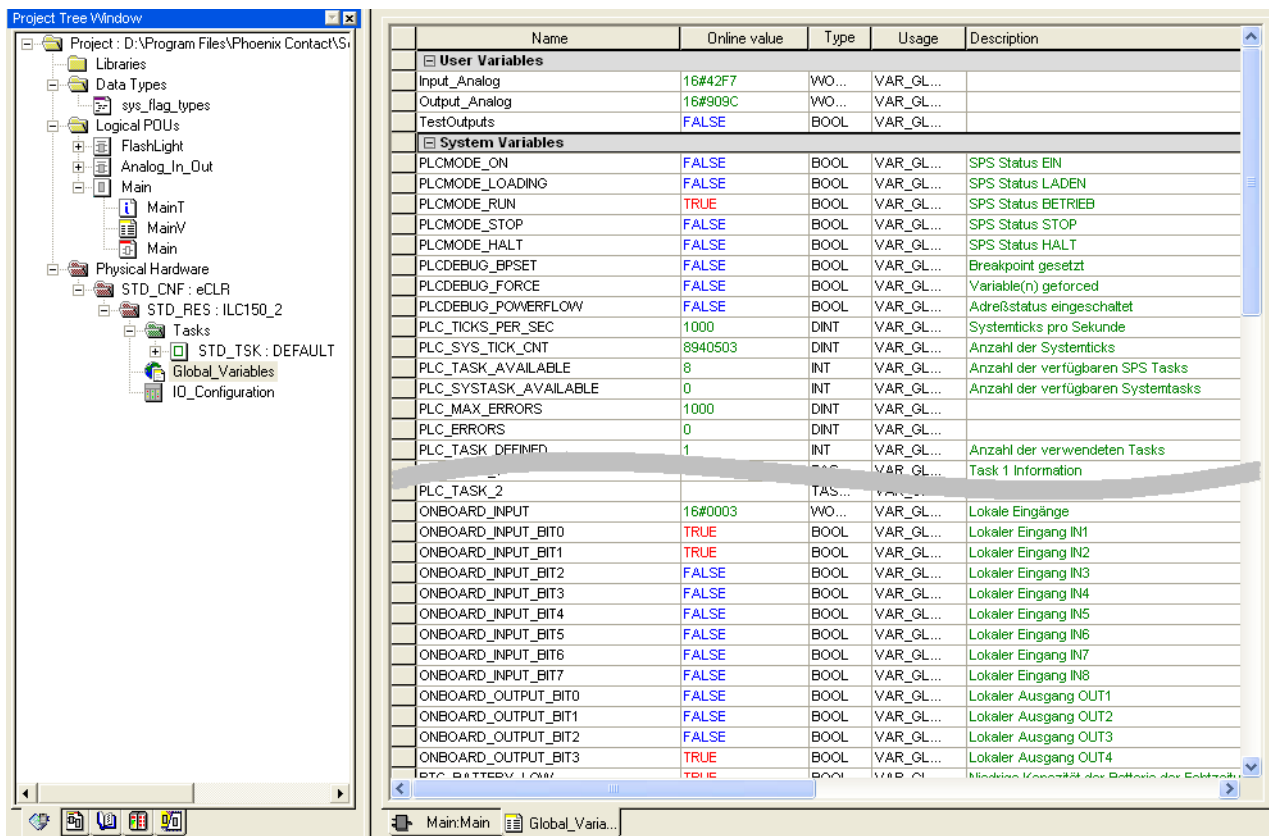 Project Tree Window
Project : D:\Program Files\Phoenix Contact\S
Libraries
Data Types
sys_flag_types
Logical POUs
FlashLight
Analog_In_Out
Main
MainT
MainV
Main
Physical Hardware
STD_CNF : eCLR
STD_RES : ILC150_2
Tasks
STD_TSK : DEFAULT
Global_Variables
IO_Configuration
Name Online value Type Usage Description
User Variables
Input_Analog 16#42F7 WO... VAR_GL...
Output_Analog 16#909C WO... VAR_GL...
TestOutputs FALSE BOOL VAR_GL...
System Variables
PLCMODE_ON FALSE BOOL VAR_GL... SPS Status EIN
PLCMODE_LOADING FALSE BOOL VAR_GL... SPS Status LADEN
PLCMODE_RUN TRUE BOOL VAR_GL... SPS Status BETRIEB
PLCMODE_STOP FALSE BOOL VAR_GL... SPS Status STOP
PLCMODE_HALT FALSE BOOL VAR_GL... SPS Status HALT
PLCDEBUG_BPSET FALSE BOOL VAR_GL... Breakpoint gesetzt
PLCDEBUG_FORCE FALSE BOOL VAR_GL... Variable(n) geforced
PLCDEBUG_POWERFLOW FALSE BOOL VAR_GL... Adreßstatus eingeschaltet
PLC_TICKS_PER_SEC 1000 DINT VAR_GL... Systemticks pro Sekunde
PLC_SYS_TICK_CNT 8940503 DINT VAR_GL... Anzahl der Systemticks
PLC_TASK_AVAILABLE 8 INT VAR_GL... Anzahl der verfügbaren SPS Tasks
PLC_SYSTASK_AVAILABLE 0 INT VAR_GL... Anzahl der verfügbaren Systemtasks
PLC_MAX_ERRORS 1000 DINT VAR_GL...
PLC_ERRORS 0 DINT VAR_GL...
PLC_TASK_DEFINED 1 INT VAR_GL... Anzahl der verwendeten Tasks
VAR_GL... Task 1 Information
PLC_TASK_2 TAS...
ONBOARD_INPUT 16#0003 WO... VAR_GL... Lokale Eingänge
ONBOARD_INPUT_BIT0 TRUE BOOL VAR_GL... Lokaler Eingang IN1
ONBOARD_INPUT_BIT1 TRUE BOOL VAR_GL... Lokaler Eingang IN2
ONBOARD_INPUT_BIT2 FALSE BOOL VAR_GL... Lokaler Eingang IN3
ONBOARD_INPUT_BIT3 FALSE BOOL VAR_GL... Lokaler Eingang IN4
ONBOARD_INPUT_BIT4 FALSE BOOL VAR_GL... Lokaler Eingang IN5
ONBOARD_INPUT_BIT5 FALSE BOOL VAR_GL... Lokaler Eingang IN6
ONBOARD_INPUT_BIT6 FALSE BOOL VAR_GL... Lokaler Eingang IN7
ONBOARD_INPUT_BIT7 FALSE BOOL VAR_GL... Lokaler Eingang IN8
ONBOARD_OUTPUT_BIT0 FALSE BOOL VAR_GL... Lokaler Ausgang OUT1
ONBOARD_OUTPUT_BIT1 FALSE BOOL VAR_GL... Lokaler Ausgang OUT2
ONBOARD_OUTPUT_BIT2 FALSE BOOL VAR_GL... Lokaler Ausgang OUT3
ONBOARD_OUTPUT_BIT3 TRUE BOOL VAR_GL... Lokaler Ausgang OUT4
TRUE BOOL
Main:Main Global_Varia...